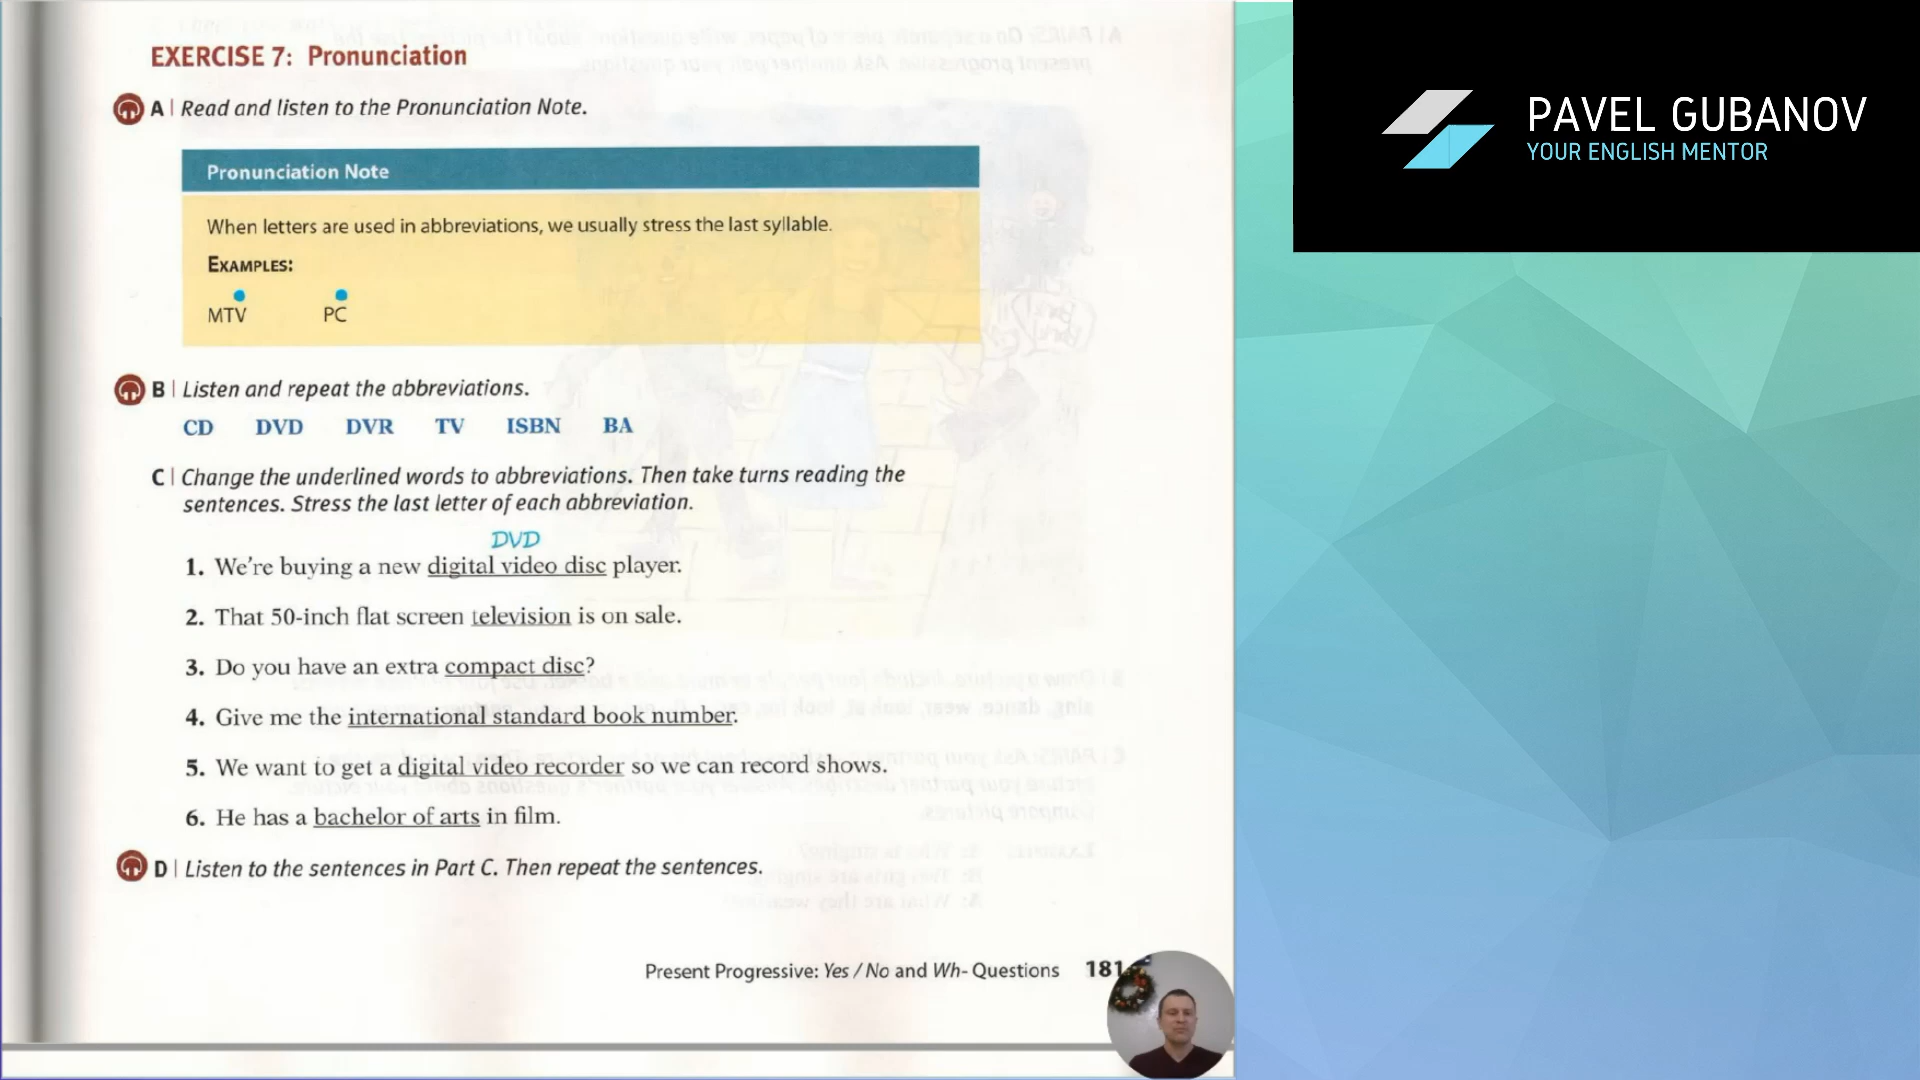 EXERCISE 7: Pronunciation
A | Read and listen to the Pronunciation Note.
Pronunciation Note
When letters are used in abbreviations, we usually stress the last syllable.
EXAMPLES:
MTV PC
B | Listen and repeat the abbreviations.
CD DVD DVR TV ISBN BA
C | Change the underlined words to abbreviations. Then take turns reading the
sentences. Stress the last letter of each abbreviation.
DVD
1. We're buying a new digital video disc player.
2. That 50-inch flat screen television is on sale.
3. Do you have an extra compact disc?
4. Give me the international standard book number.
5. We want to get a digital video recorder so we can record shows.
6. He has a bachelor of arts in film.
D | Listen to the sentences in Part C. Then repeat the sentences.
Present Progressive: Yes / No and Wh- Questions 181
PAVEL GUBANOV
YOUR ENGLISH MENTOR